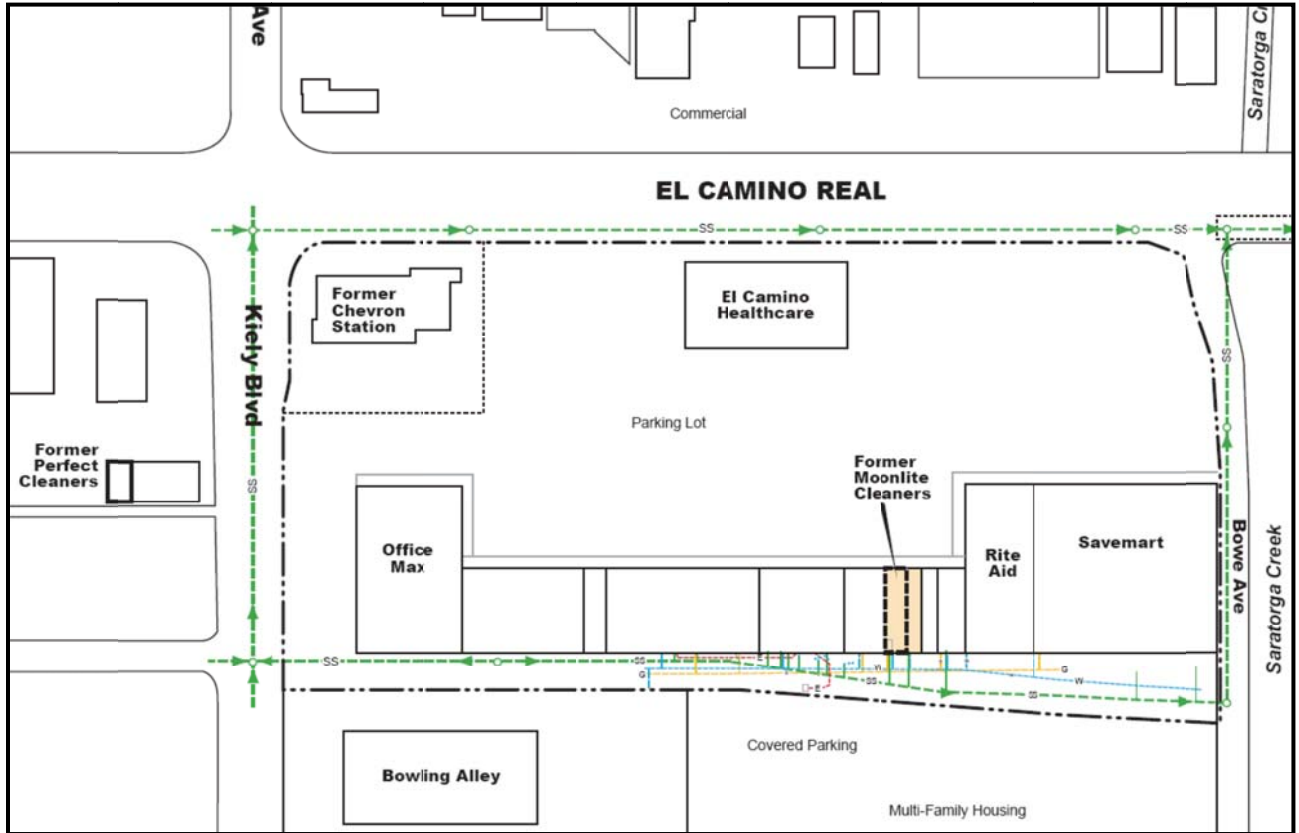 Ave
Saratorga Cr
Commercial
EL CAMINO REAL
SS
SS
Former
Chevron
Station
El Camino
Healthcare
Kiely Blvd
SS
Parking Lot
Former
Perfect
Cleaners
SS
Former
Moonlite
Cleaners
Office
Max
Rite
Aid
Savemart
SS
Bowe Ave
Saratorga Creek
SS
SS
E
G
W
G
E
SS
W
SS
Covered Parking
Bowling Alley
Multi-Family Housing